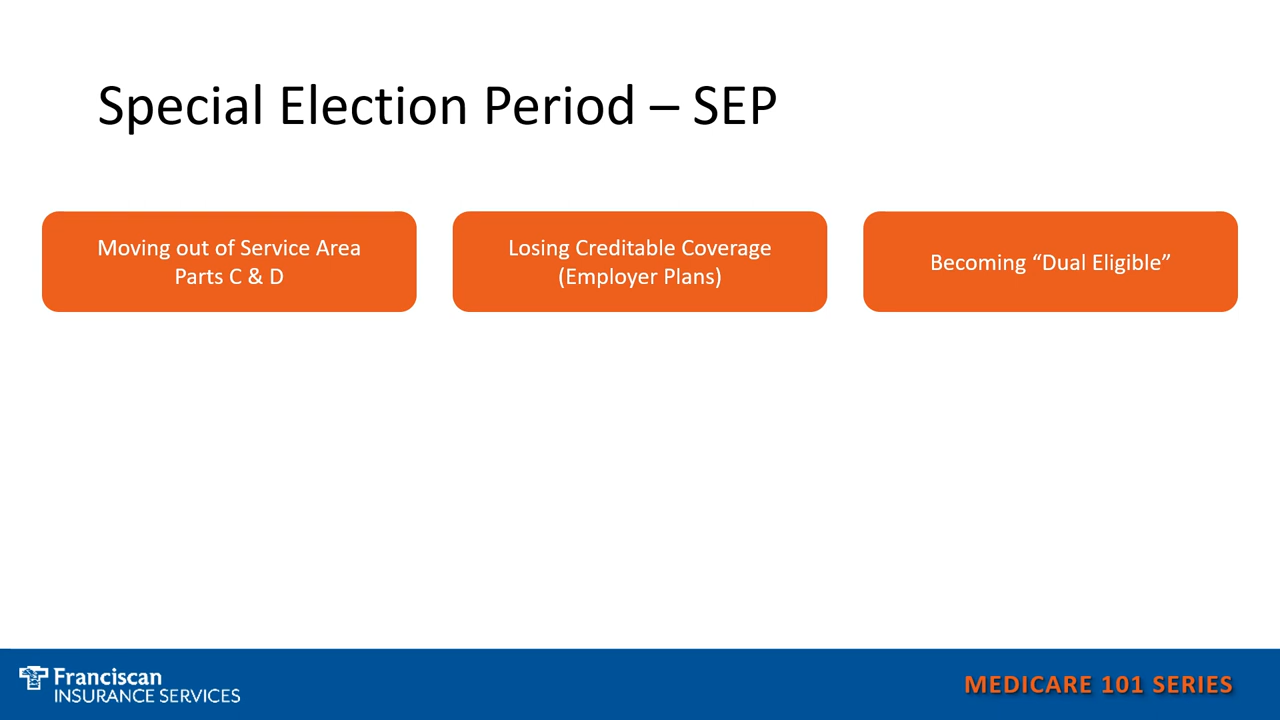 Special Election Period – SEP
Moving out of Service Area
Parts C & D
Losing Creditable Coverage
(Employer Plans)
Becoming “Dual Eligible”
Franciscan
INSURANCE SERVICES
MEDICARE 101 SERIES